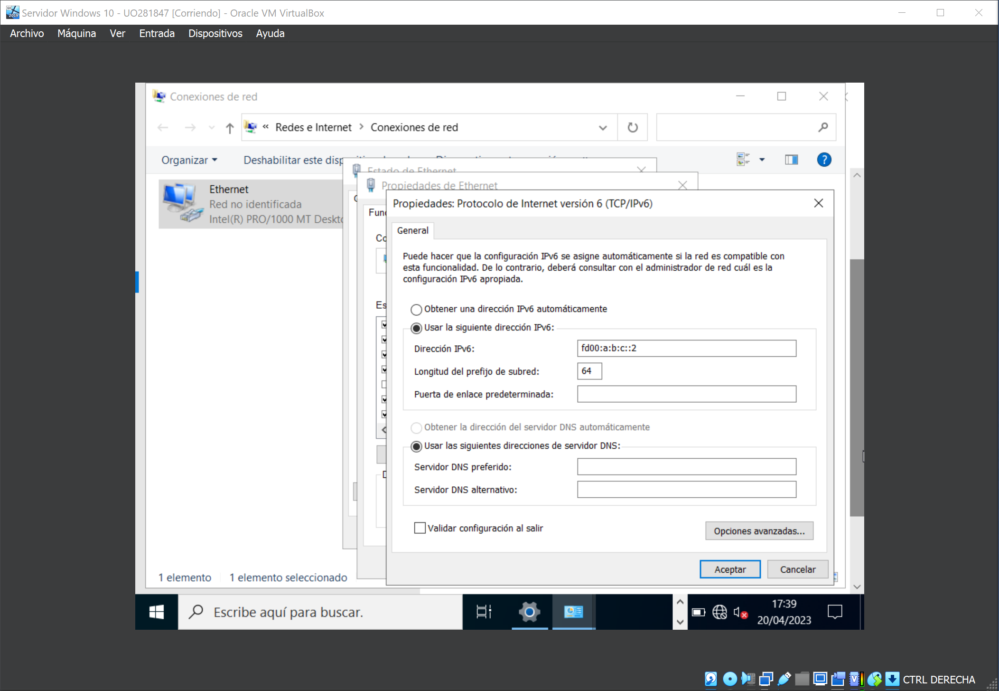 Servidor Windows 10 - UO281847 [Corriendo] - Oracle VM VirtualBox
Archivo Máquina Ver Entrada Dispositivos Ayuda
Conexiones de red
« Redes e Internet > Conexiones de red
Organizar Deshabilitar este disp
Estado de Ethernet
Propiedades de Ethernet
Ethernet
Red no identificada
Intel(R) PRO/1000 MT Deskto
Propiedades: Protocolo de Internet versión 6 (TCP/IPv6)
General
Puede hacer que la configuración IPv6 se asigne automáticamente si la red es compatible con
esta funcionalidad. De lo contrario, deberá consultar con el administrador de red cuál es la
configuración IPv6 apropiada.
Obtener una dirección IPv6 automáticamente
Usar la siguiente dirección IPv6:
Dirección IPv6: fd00:a:b:c::2
Longitud del prefijo de subred: 64
Puerta de enlace predeterminada:
Obtener la dirección del servidor DNS automáticamente
Usar las siguientes direcciones de servidor DNS:
Servidor DNS preferido:
Servidor DNS alternativo:
Validar configuración al salir
Opciones avanzadas...
Aceptar Cancelar
1 elemento 1 elemento seleccionado
Escribe aquí para buscar.
17:39
20/04/2023
CTRL DERECHA